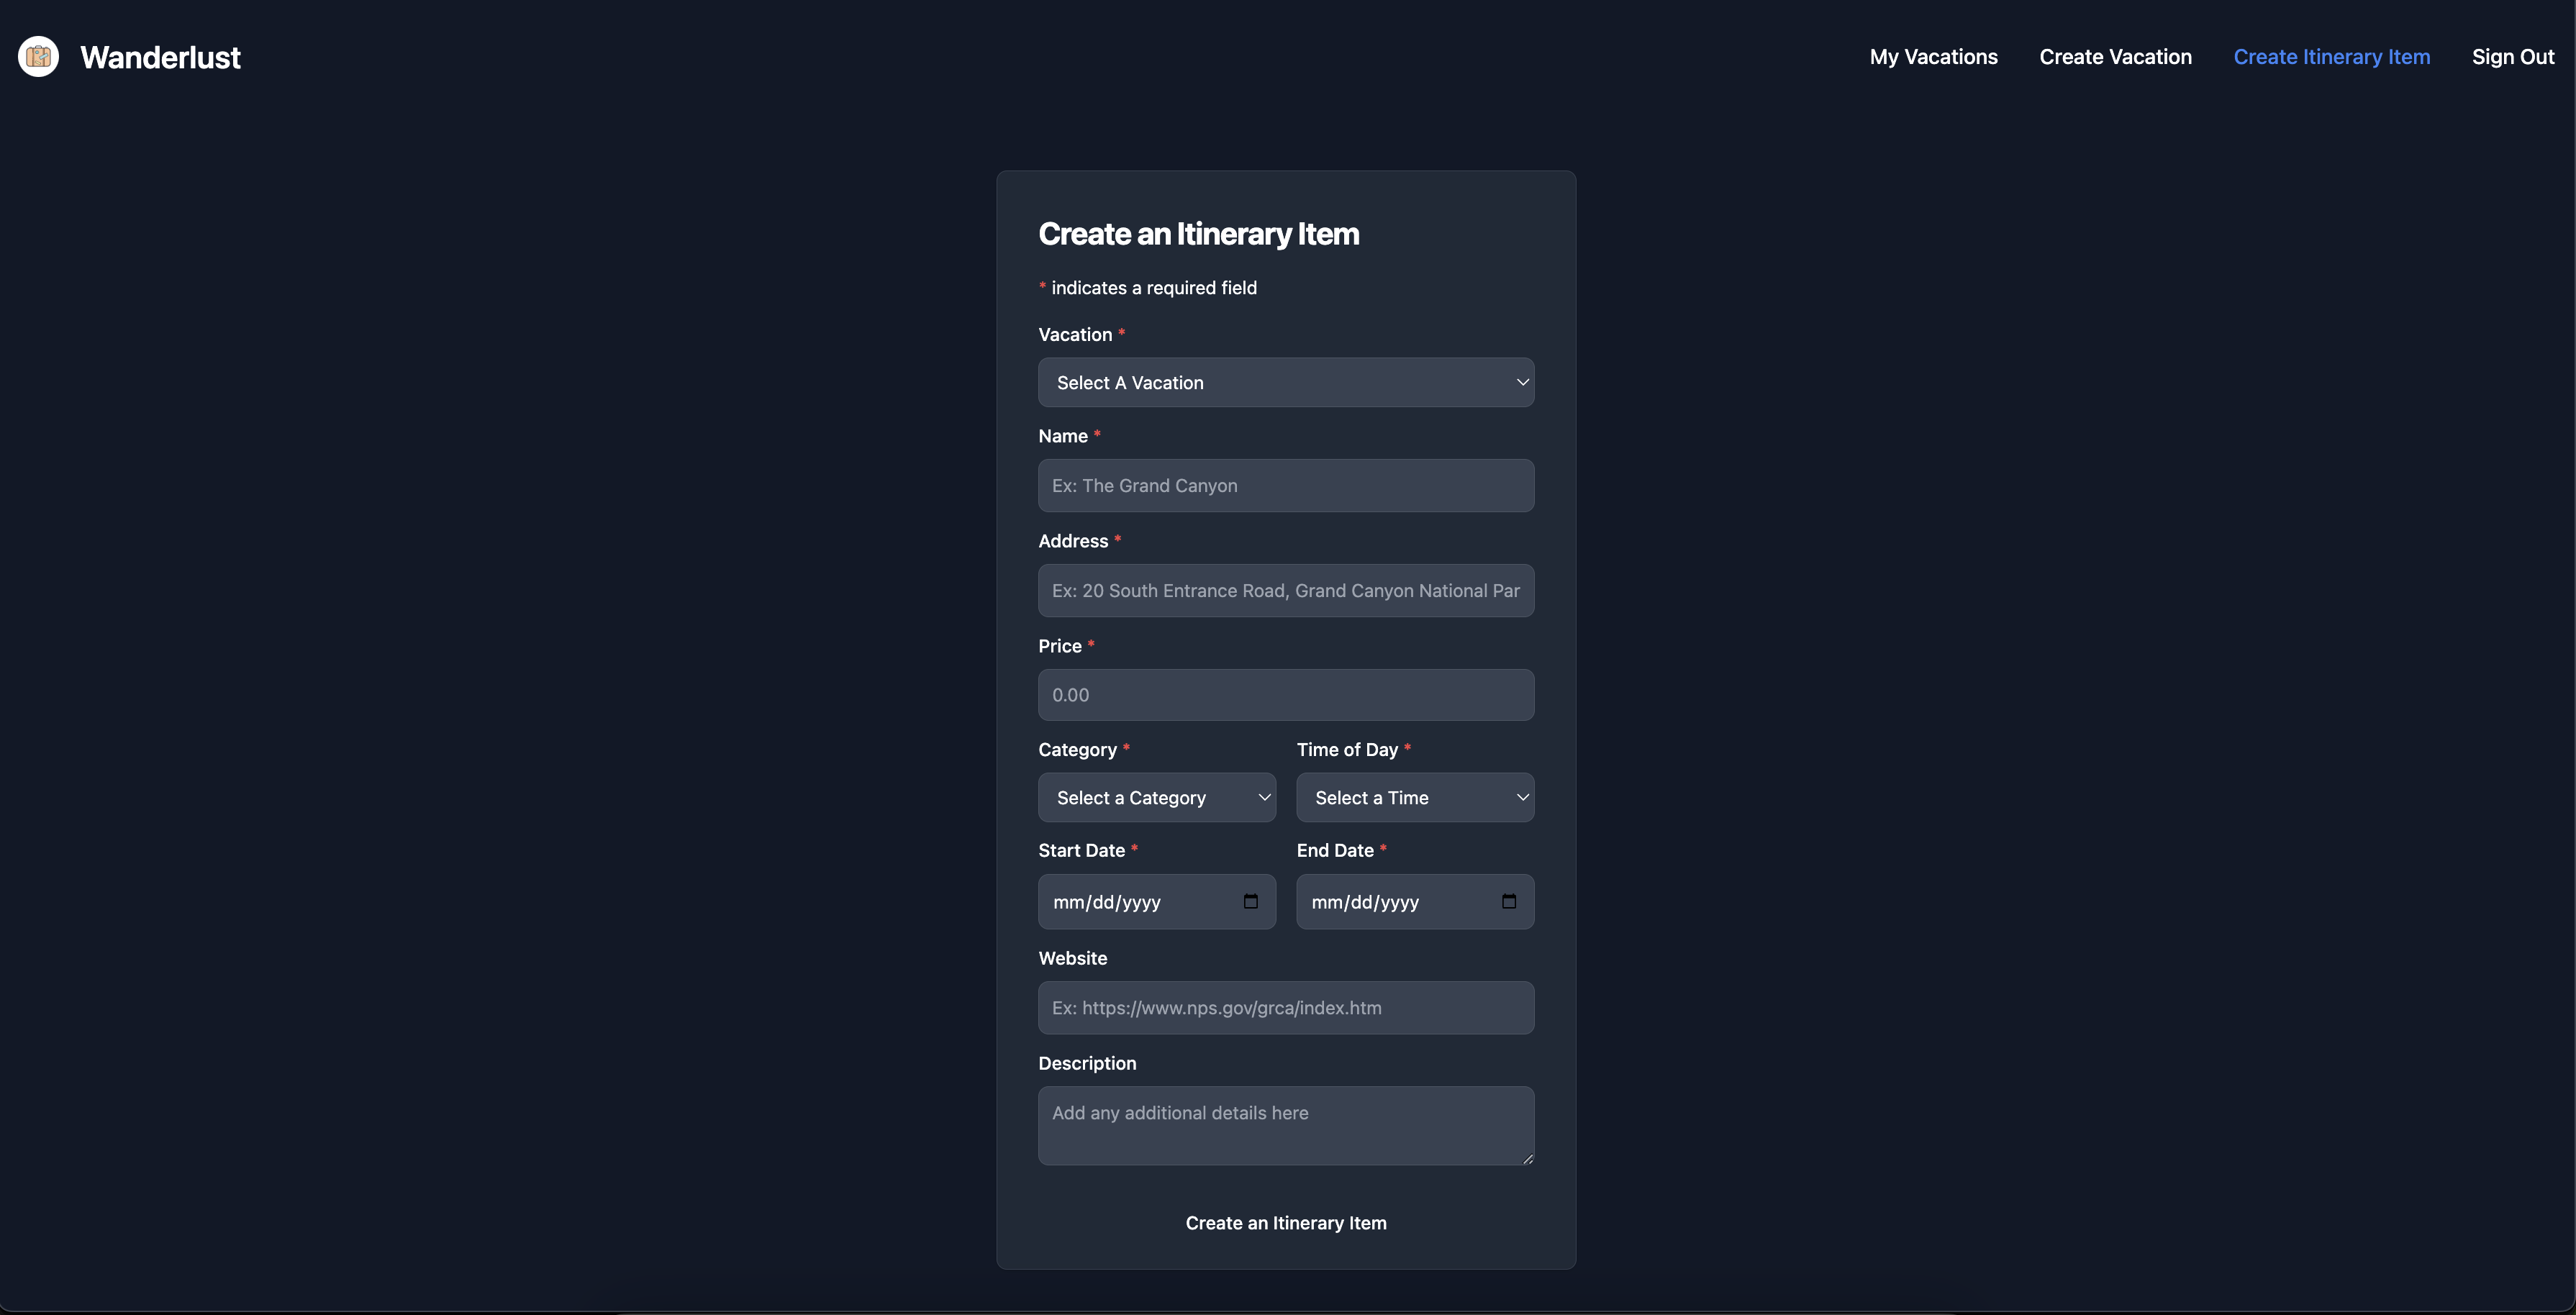 Wanderlust
My Vacations Create Vacation Create Itinerary Item Sign Out
Create an Itinerary Item
* indicates a required field
Vacation *
Select A Vacation
Name *
Ex: The Grand Canyon
Address *
Ex: 20 South Entrance Road, Grand Canyon National Par
Price *
0.00
Category * Time of Day *
Select a Category Select a Time
Start Date * End Date *
mm/dd/yyyy mm/dd/yyyy
Website
Ex: https://www.nps.gov/grca/index.htm
Description
Add any additional details here
Create an Itinerary Item